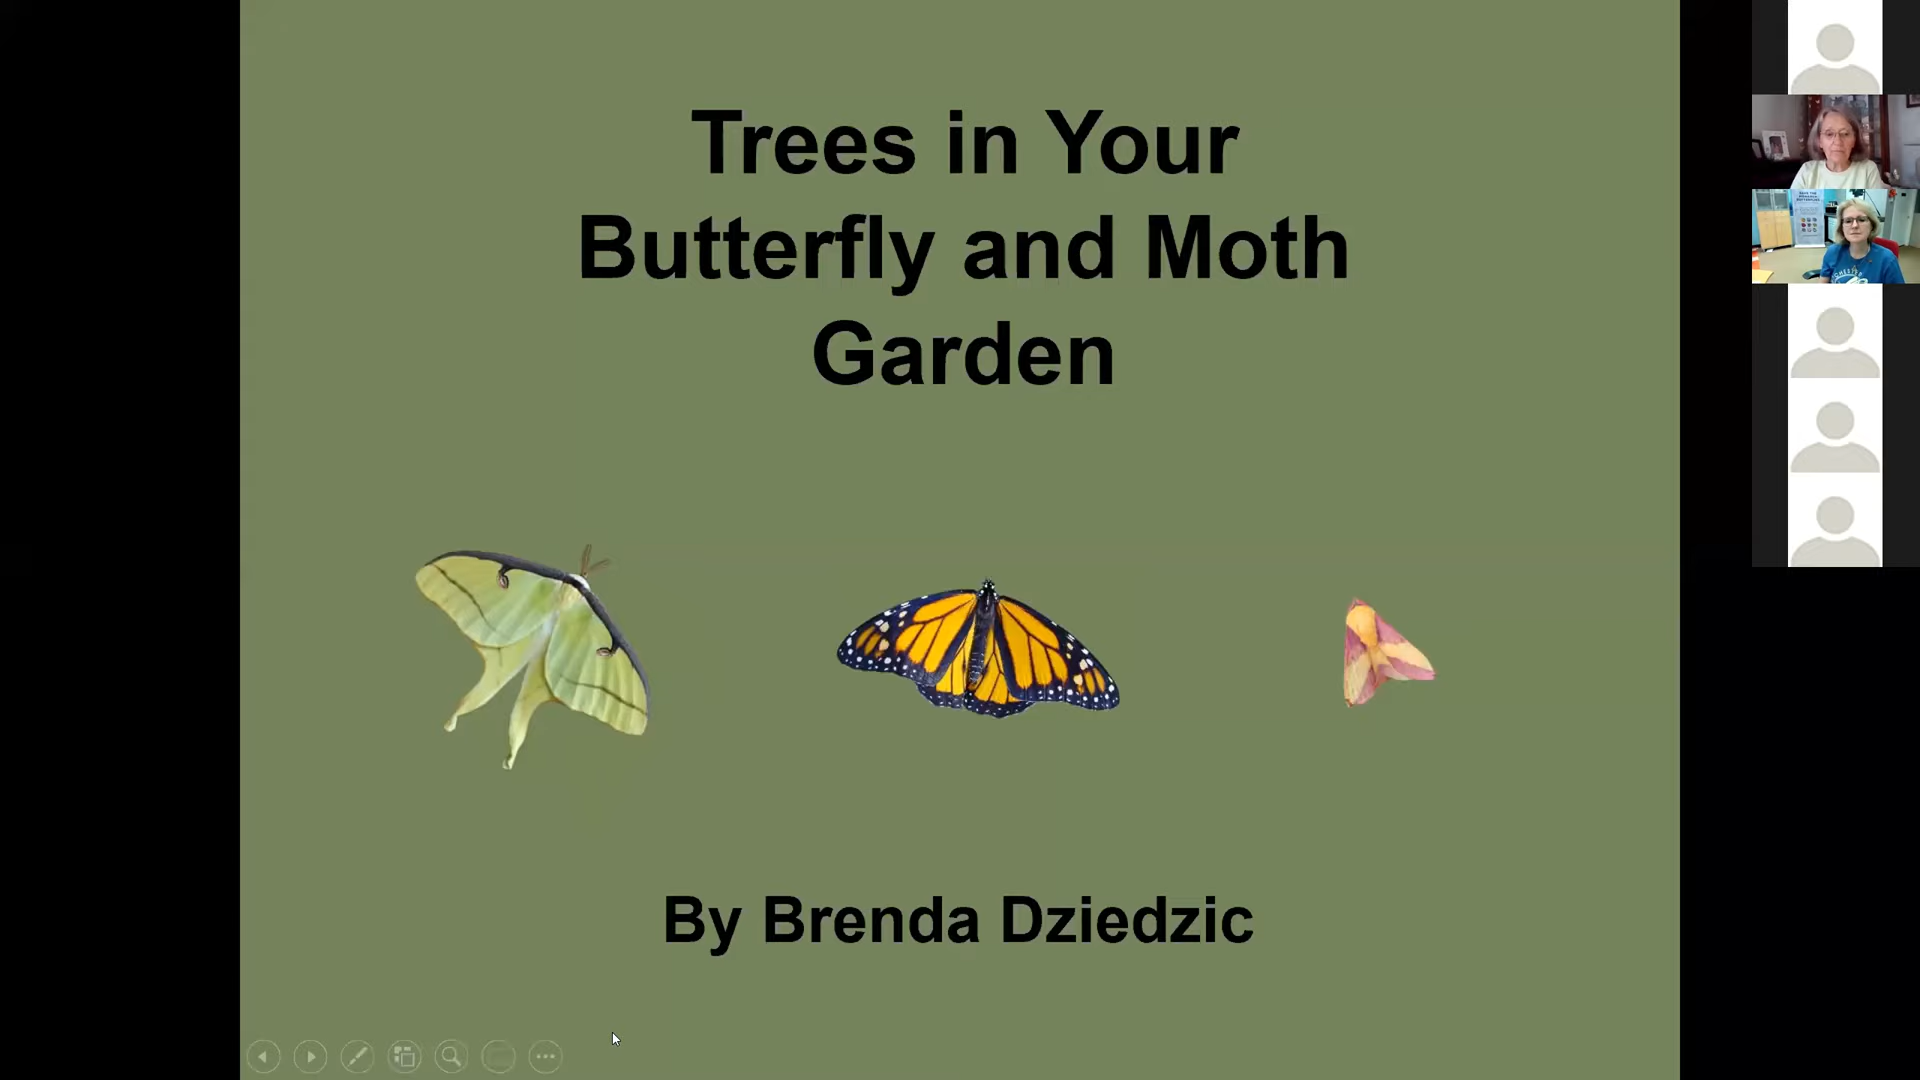 Trees in Your
Butterfly and Moth
Garden
By Brenda Dziedzic